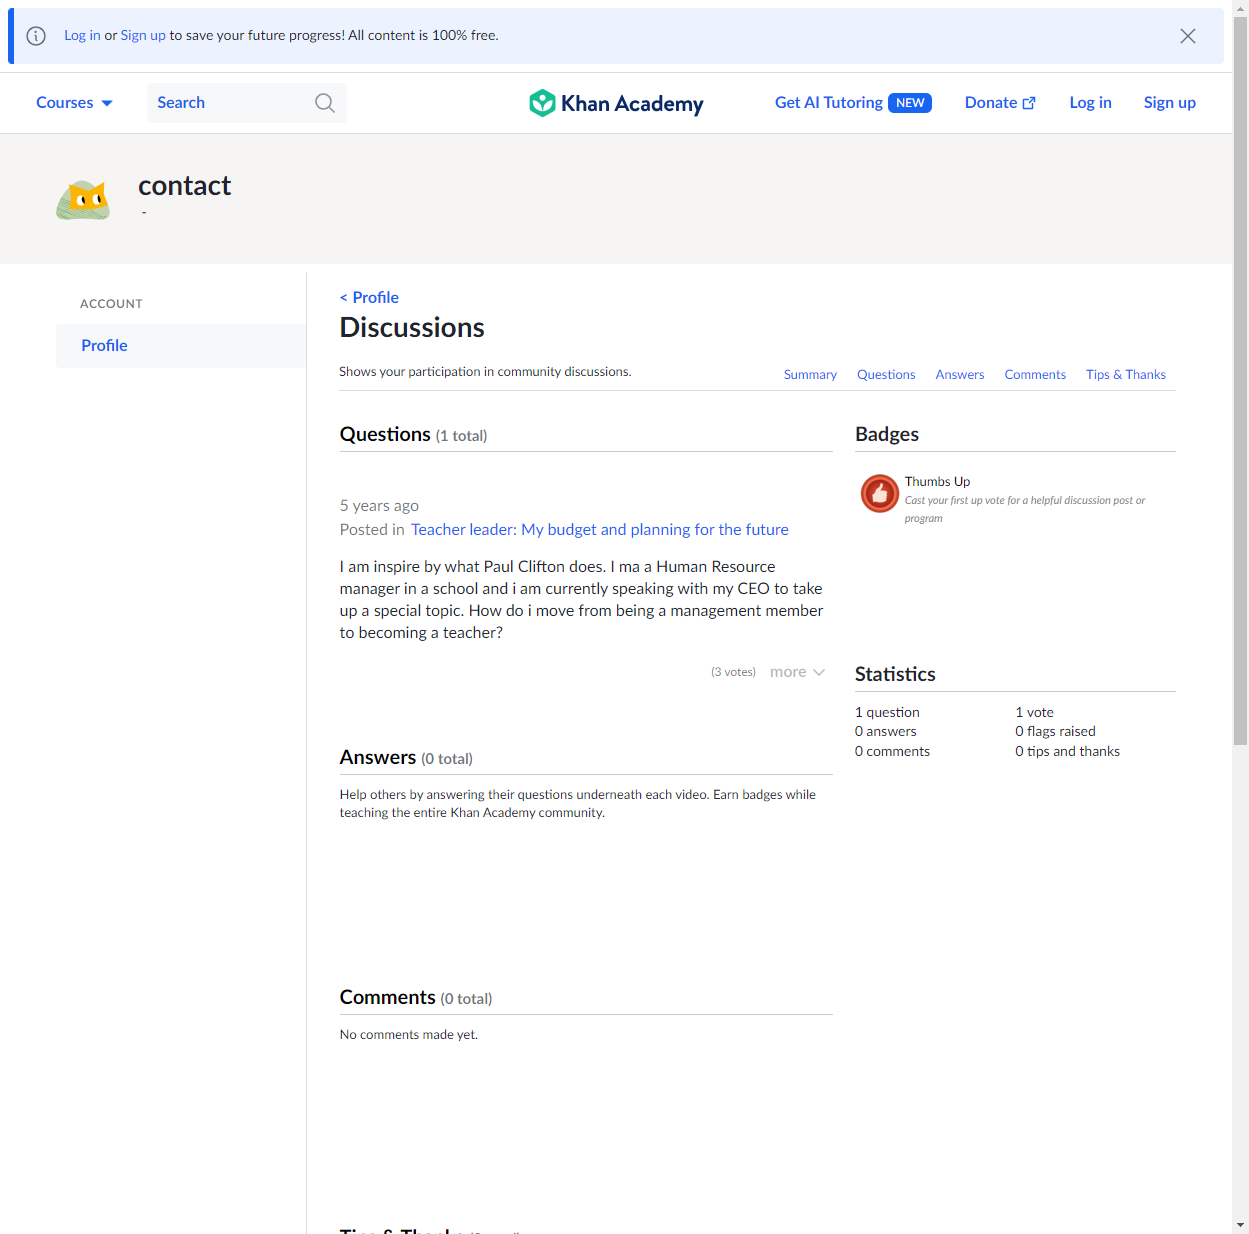 Log in or Sign up to save your future progress! All content is 100% free.
Courses
Search
Khan Academy
Get AI Tutoring NEW
Donate
Log in
Sign up
contact
-
ACCOUNT
Profile
< Profile
Discussions
Shows your participation in community discussions.
Summary
Questions
Answers
Comments
Tips & Thanks
Questions (1 total)
5 years ago
Posted in Teacher leader: My budget and planning for the future
I am inspire by what Paul Clifton does. I ma a Human Resource
manager in a school and i am currently speaking with my CEO to take
up a special topic. How do i move from being a management member
to becoming a teacher?
(3 votes) more
Badges
Thumbs Up
Cast your first up vote for a helpful discussion post or
program
Statistics
1 question
1 vote
0 answers
0 flags raised
0 comments
0 tips and thanks
Answers (0 total)
Help others by answering their questions underneath each video. Earn badges while
teaching the entire Khan Academy community.
Comments (0 total)
No comments made yet.